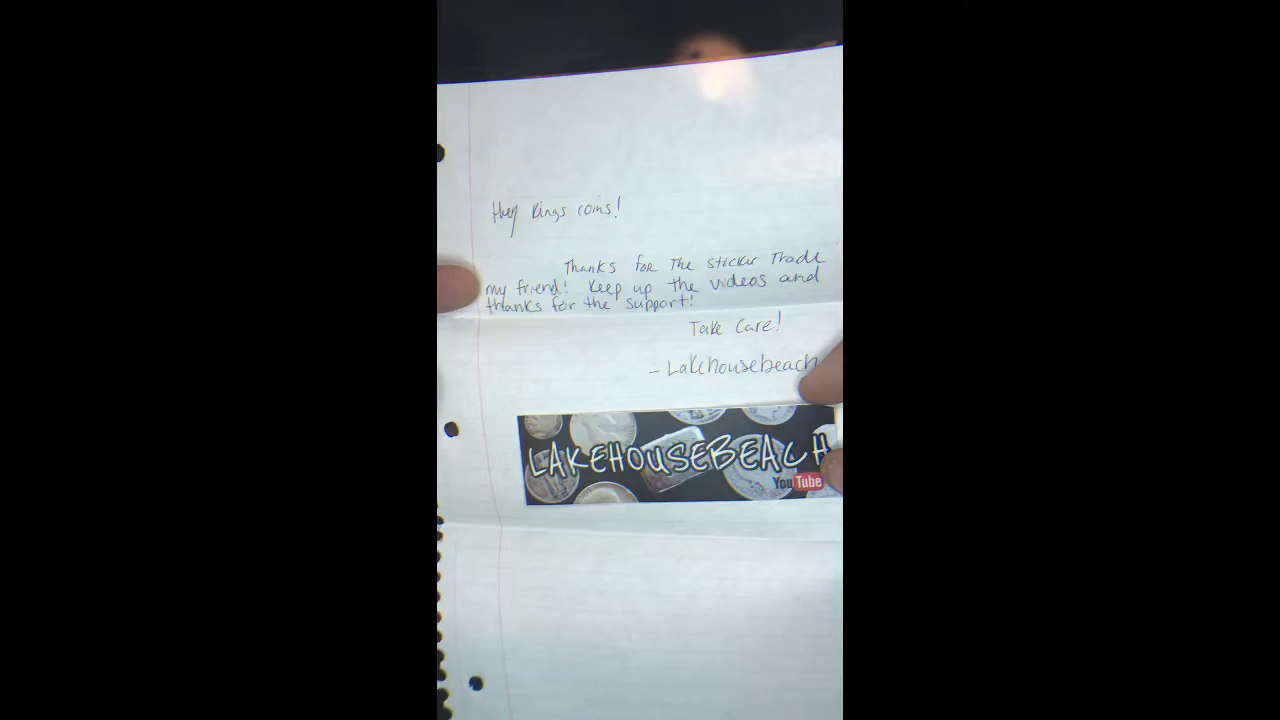 Hey Kings coins!
Thanks for the sticker trade
my friend! Keep up the videos and
thanks for the support!
Take Care!
- Lakehousebeach
LAKEHOUSEBEACH
YouTube